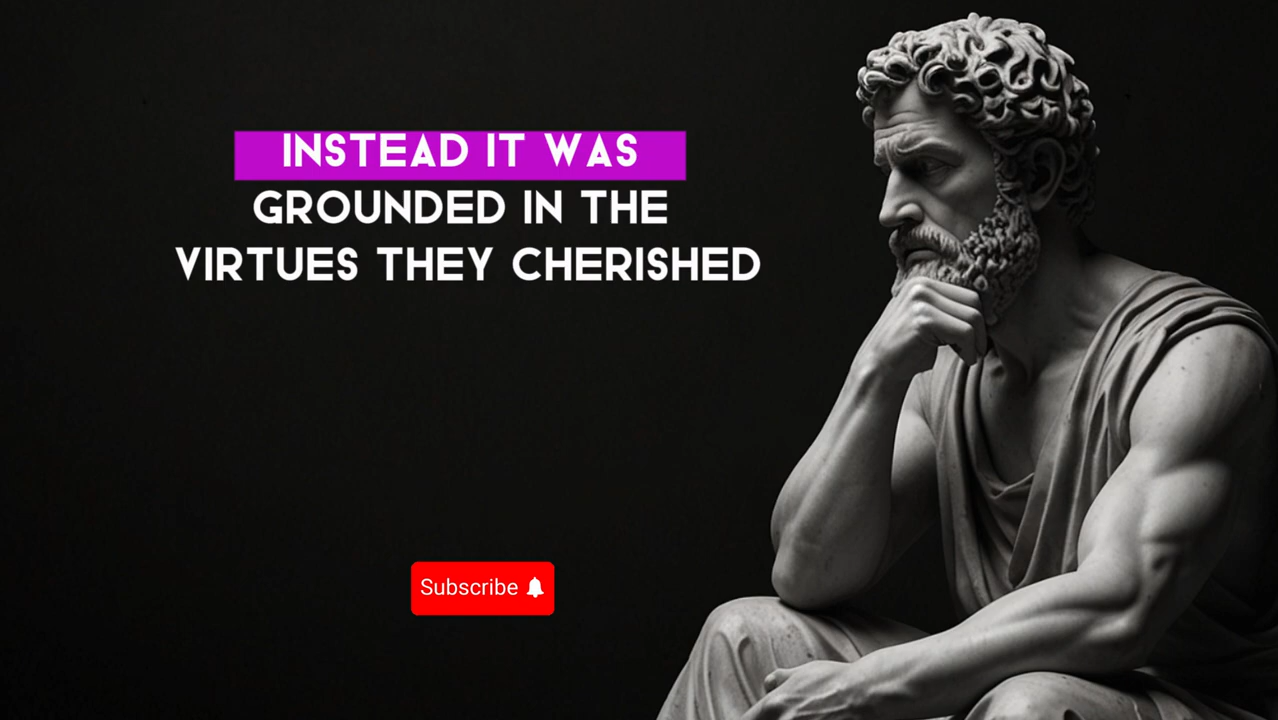 INSTEAD IT WAS
GROUNDED IN THE
VIRTUES THEY CHERISHED
Subscribe